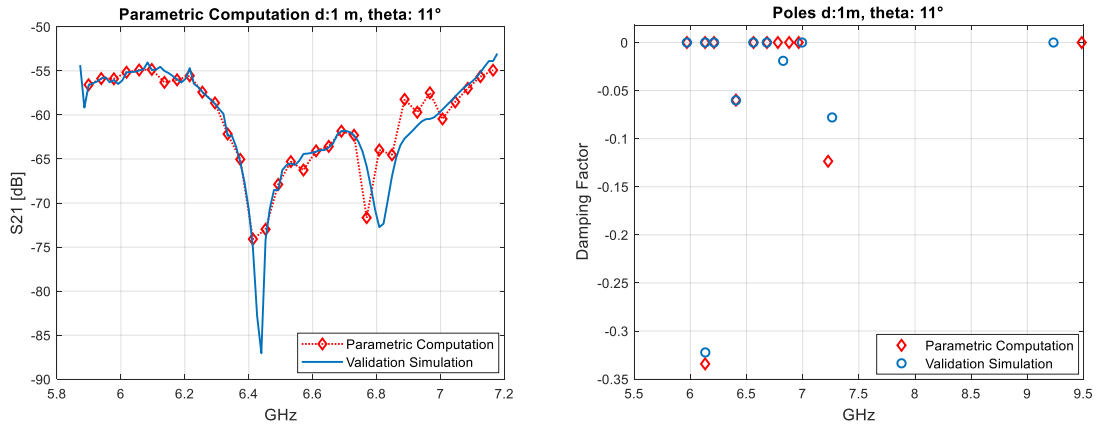 Parametric Computation d:1 m, theta: 11°
-50
-55
-60
-65
-70
-75
-80
-85
-90
S21 [dB]
5.8 6 6.2 6.4 6.6 6.8 7 7.2
GHz
Parametric Computation
Validation Simulation
Poles d:1m, theta: 11°
0
-0.05
-0.1
-0.15
-0.2
-0.25
-0.3
-0.35
Damping Factor
5.5 6 6.5 7 7.5 8 8.5 9 9.5
GHz
Parametric Computation
Validation Simulation